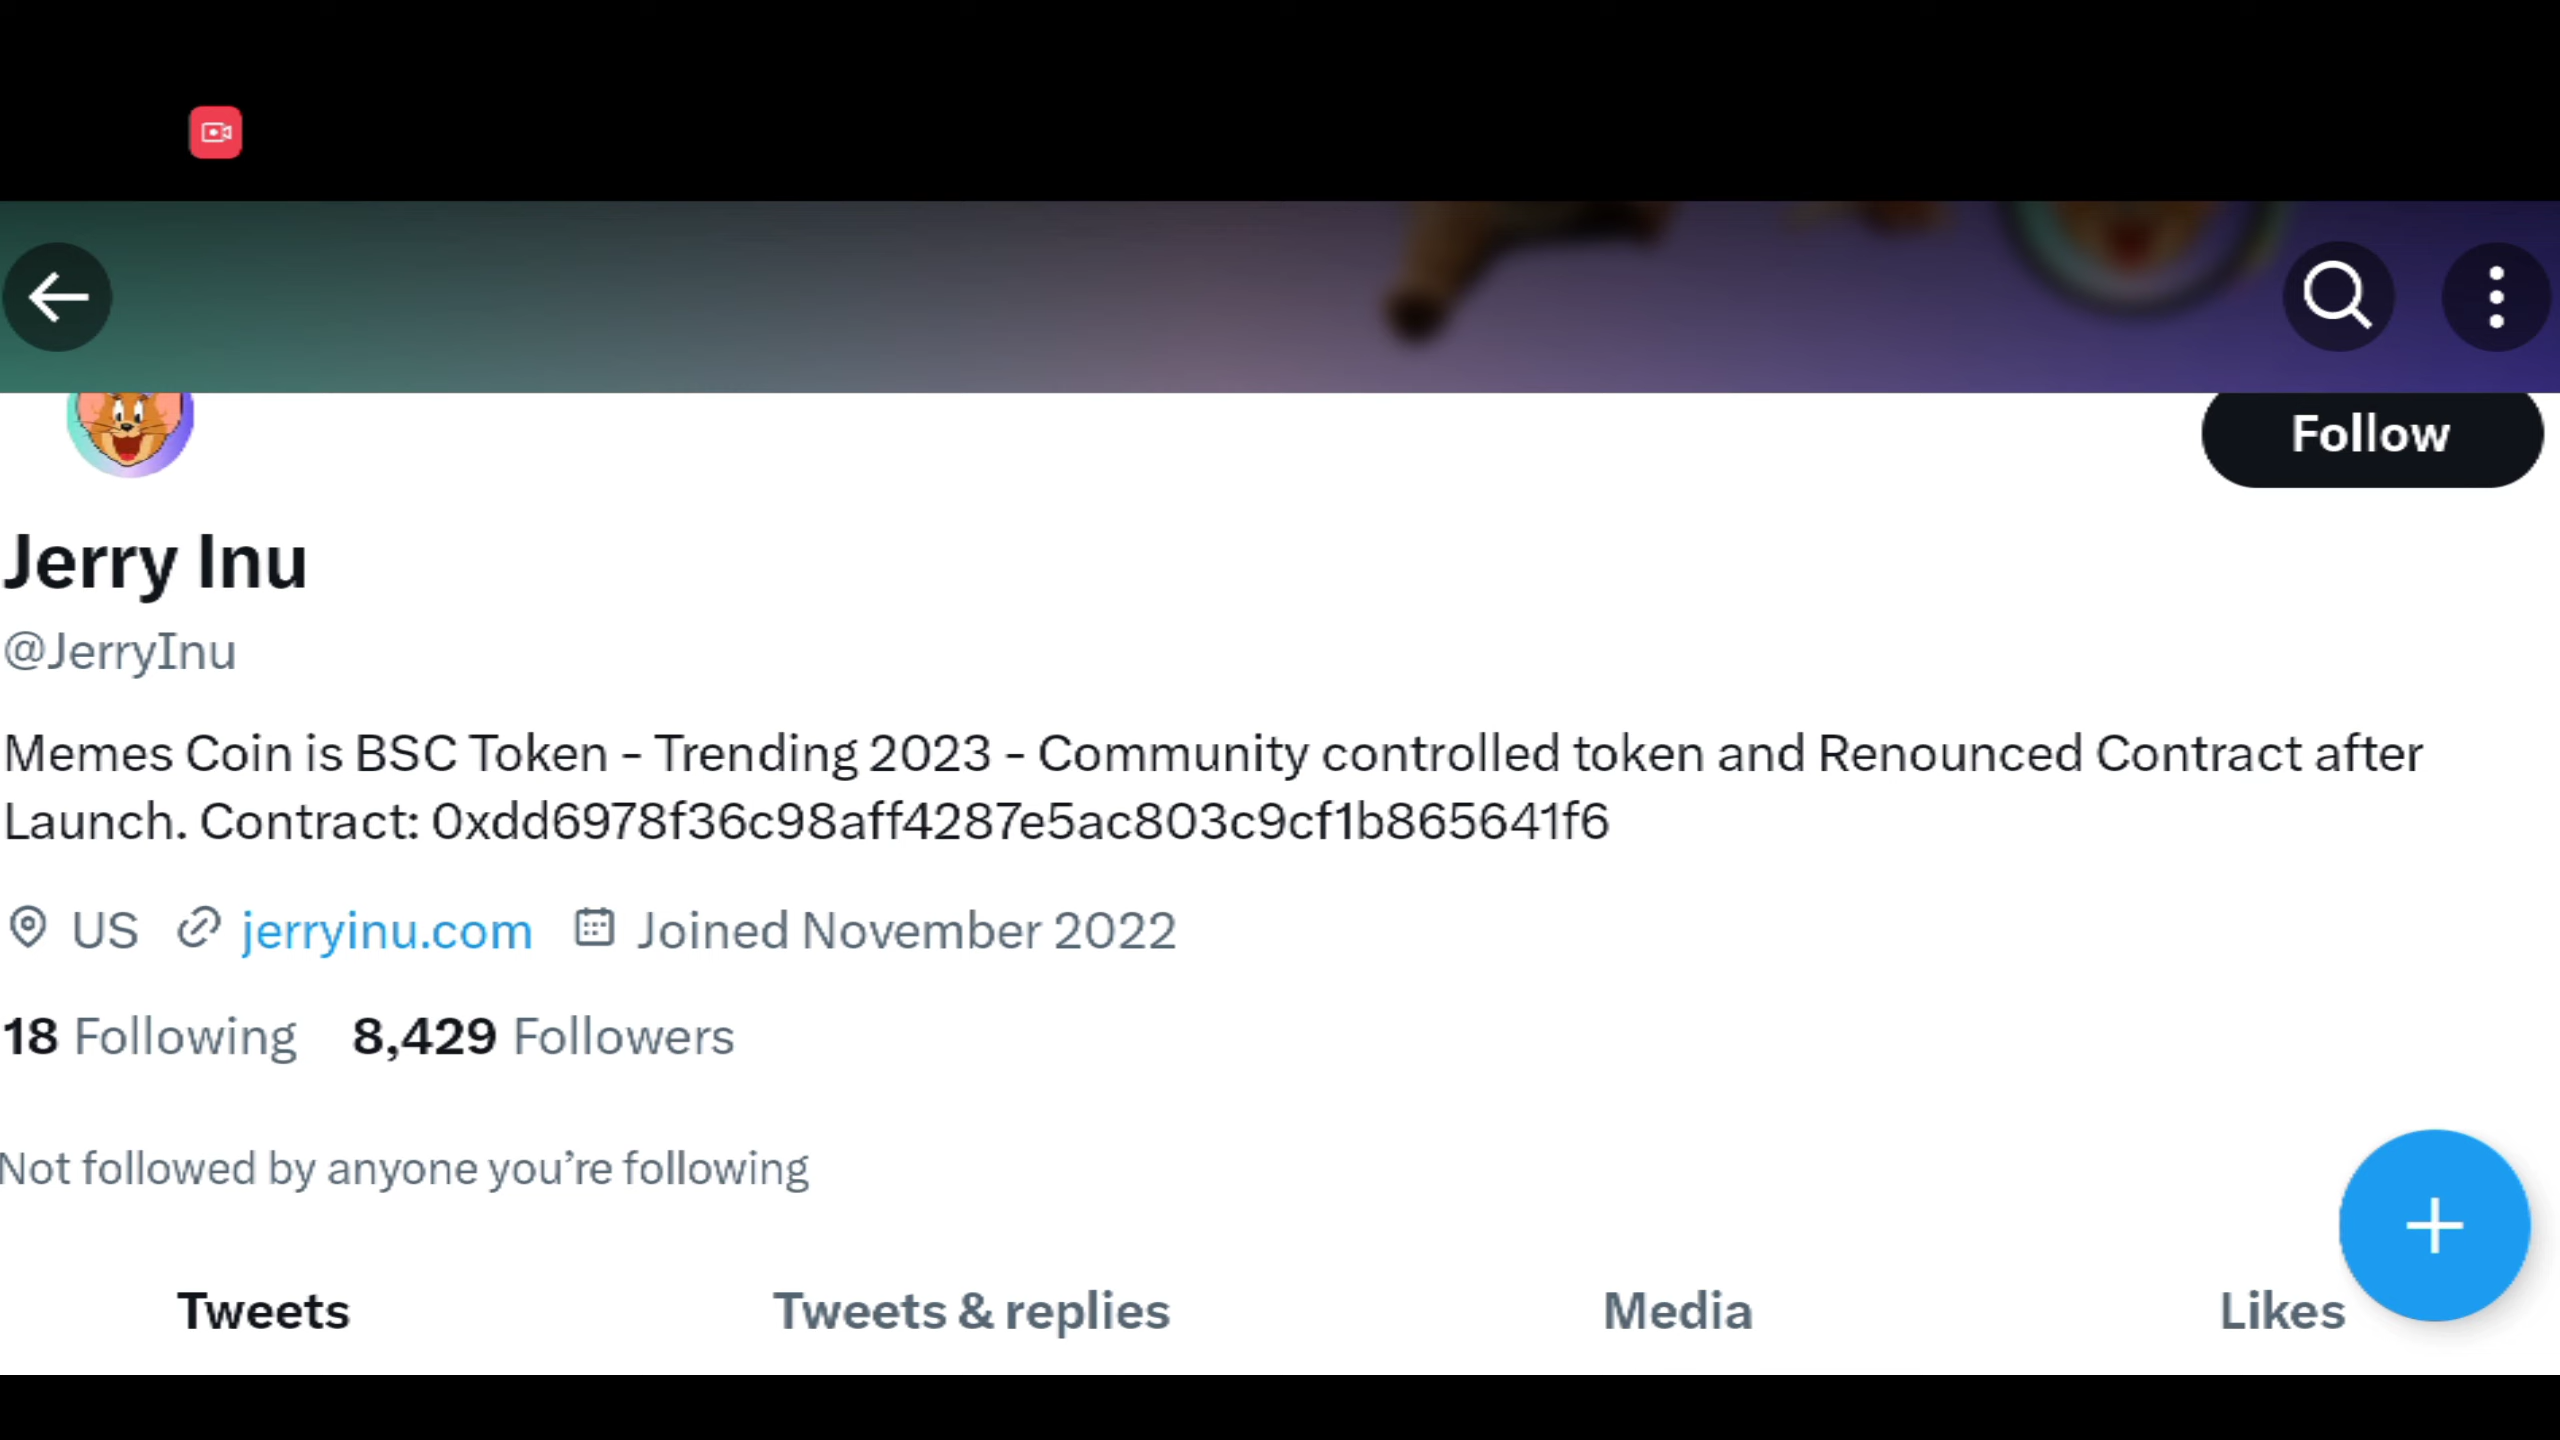 Follow
Jerry Inu
@JerryInu
Memes Coin is BSC Token - Trending 2023 - Community controlled token and Renounced Contract after
Launch. Contract: 0xdd6978f36c98aff4287e5ac803c9cf1b865641f6
US jerryinu.com Joined November 2022
18 Following 8,429 Followers
Not followed by anyone you’re following
Tweets Tweets & replies Media Likes